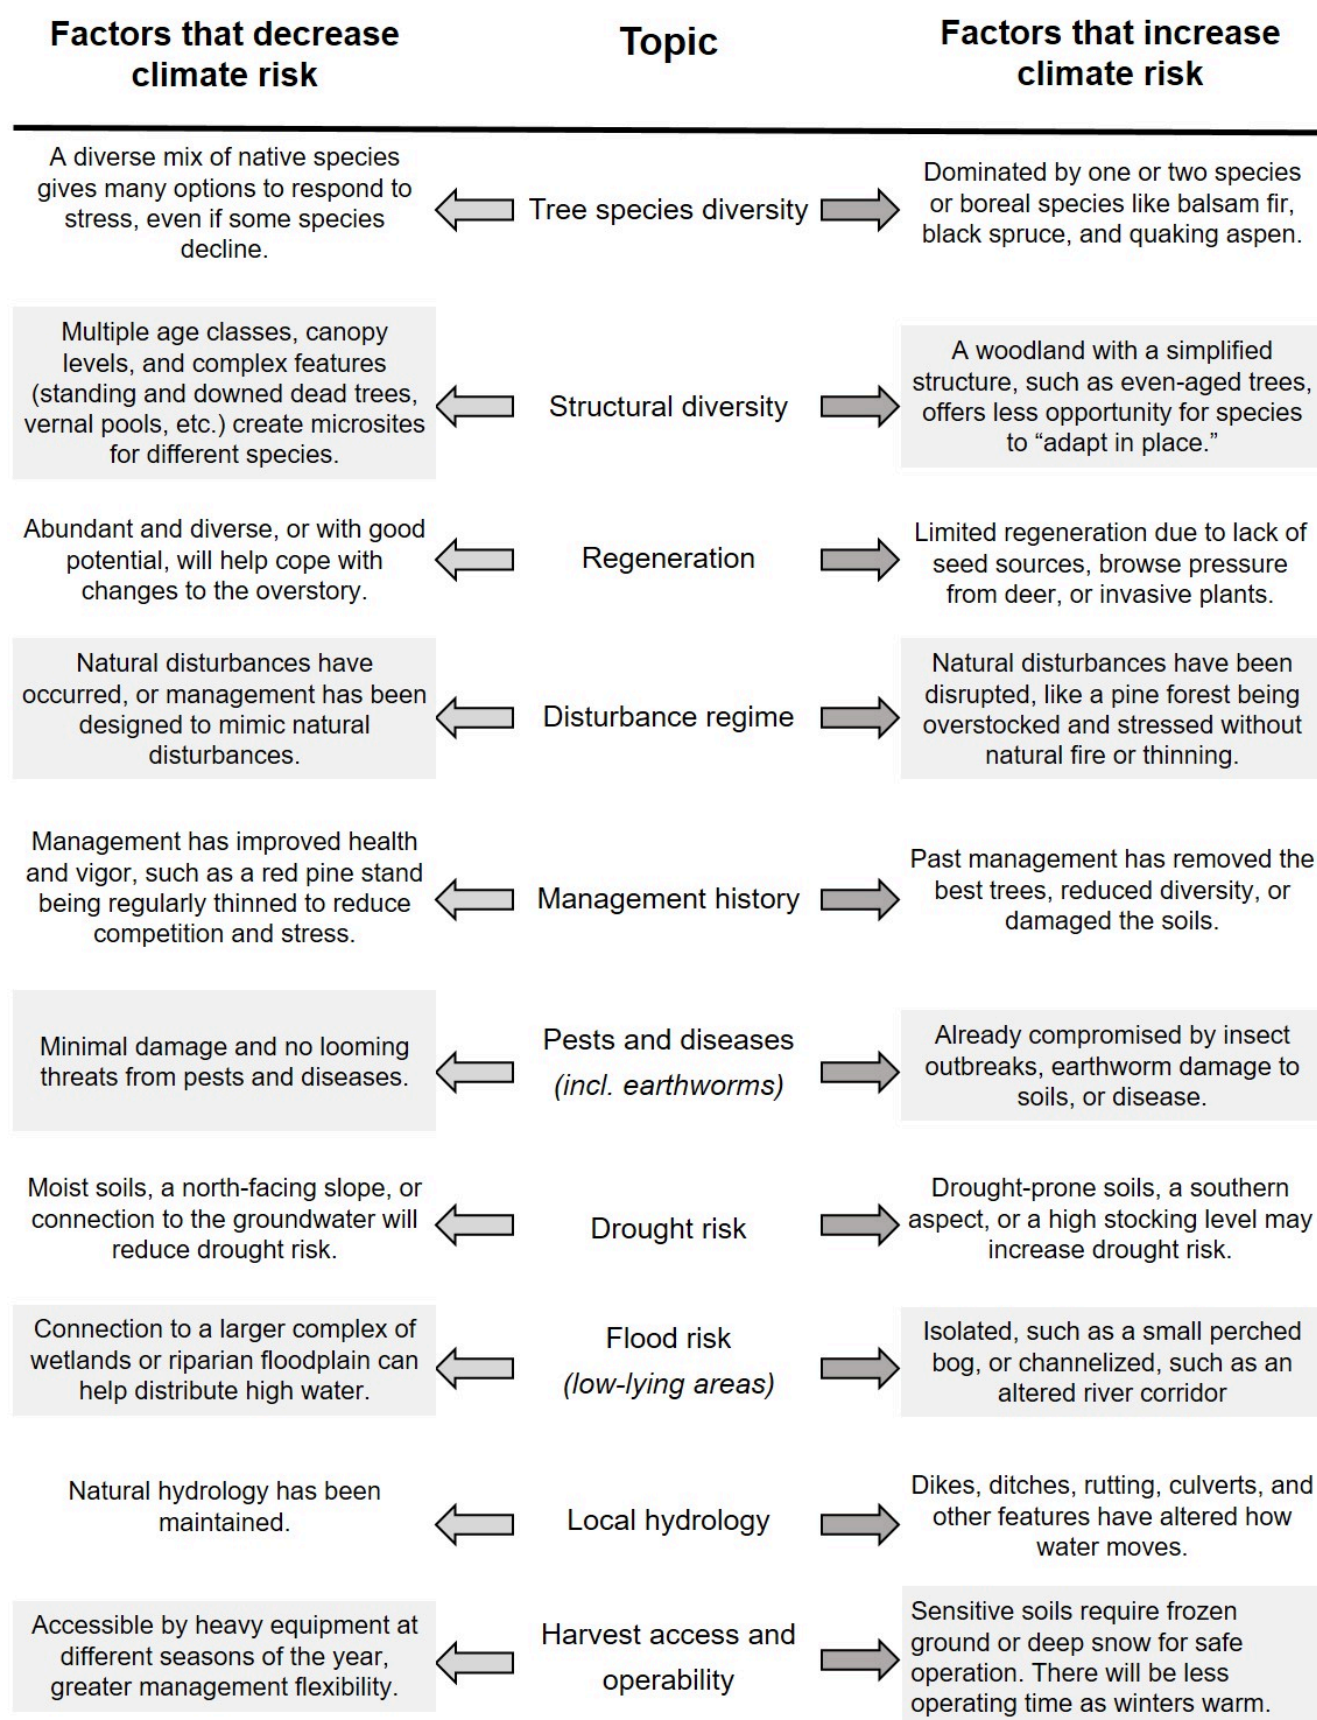 Factors that decrease
climate risk
Topic
Factors that increase
climate risk
A diverse mix of native species
gives many options to respond to
stress, even if some species
decline.
Tree species diversity
Dominated by one or two species
or boreal species like balsam fir,
black spruce, and quaking aspen.
Multiple age classes, canopy
levels, and complex features
(standing and downed dead trees,
vernal pools, etc.) create microsites
for different species.
Structural diversity
A woodland with a simplified
structure, such as even-aged trees,
offers less opportunity for species
to “adapt in place.”
Abundant and diverse, or with good
potential, will help cope with
changes to the overstory.
Regeneration
Limited regeneration due to lack of
seed sources, browse pressure
from deer, or invasive plants.
Natural disturbances have
occurred, or management has been
designed to mimic natural
disturbances.
Disturbance regime
Natural disturbances have been
disrupted, like a pine forest being
overstocked and stressed without
natural fire or thinning.
Management has improved health
and vigor, such as a red pine stand
being regularly thinned to reduce
competition and stress.
Management history
Past management has removed the
best trees, reduced diversity, or
damaged the soils.
Minimal damage and no looming
threats from pests and diseases.
Pests and diseases
(incl. earthworms)
Already compromised by insect
outbreaks, earthworm damage to
soils, or disease.
Moist soils, a north-facing slope, or
connection to the groundwater will
reduce drought risk.
Drought risk
Drought-prone soils, a southern
aspect, or a high stocking level may
increase drought risk.
Connection to a larger complex of
wetlands or riparian floodplain can
help distribute high water.
Flood risk
(low-lying areas)
Isolated, such as a small perched
bog, or channelized, such as an
altered river corridor
Natural hydrology has been
maintained.
Local hydrology
Dikes, ditches, rutting, culverts, and
other features have altered how
water moves.
Accessible by heavy equipment at
different seasons of the year,
greater management flexibility.
Harvest access and
operability
Sensitive soils require frozen
ground or deep snow for safe
operation. There will be less
operating time as winters warm.